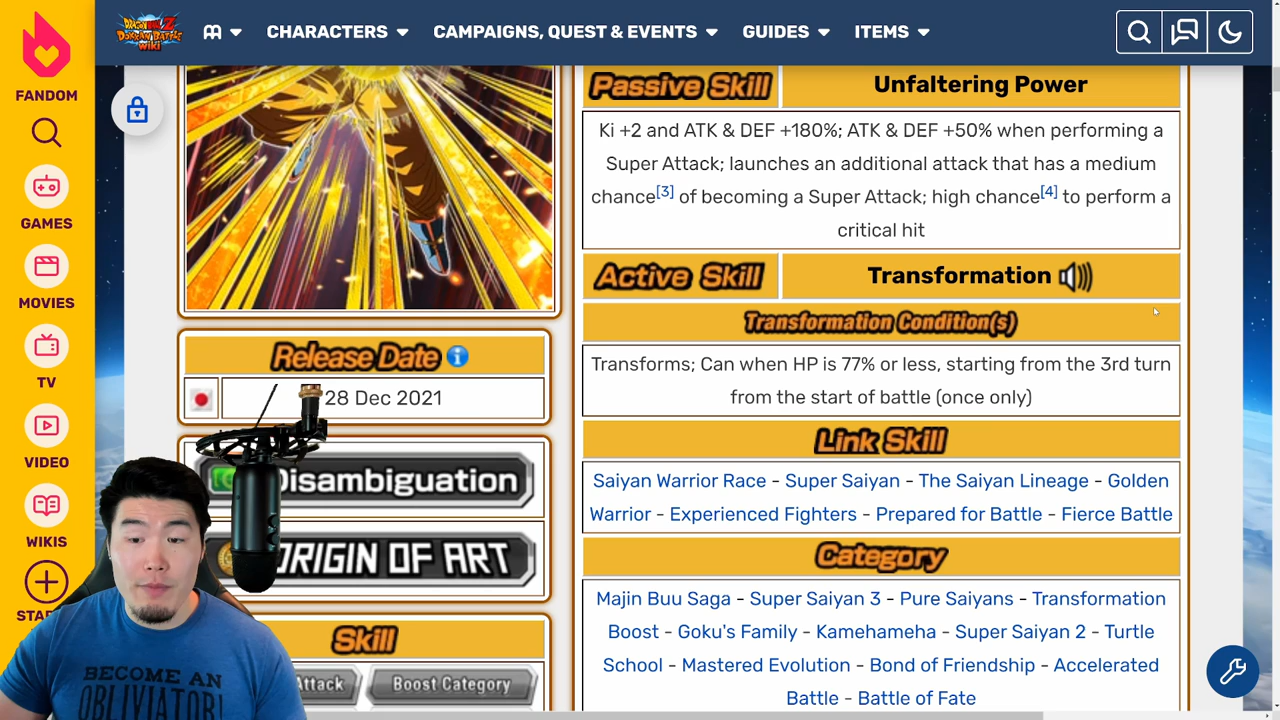 DRAGON BALL Z
DOKKAN BATTLE
WIKI
CHARACTERS
CAMPAIGNS, QUEST & EVENTS
GUIDES
ITEMS
FANDOM
GAMES
MOVIES
TV
VIDEO
WIKIS
Passive Skill
Unfaltering Power
Ki +2 and ATK & DEF +180%; ATK & DEF +50% when performing a
Super Attack; launches an additional attack that has a medium
chance[3] of becoming a Super Attack; high chance[4] to perform a
critical hit
Active Skill
Transformation
Transformation Condition(s)
Transforms; Can when HP is 77% or less, starting from the 3rd turn
from the start of battle (once only)
Link Skill
Saiyan Warrior Race - Super Saiyan - The Saiyan Lineage - Golden
Warrior - Experienced Fighters - Prepared for Battle - Fierce Battle
Category
Majin Buu Saga - Super Saiyan 3 - Pure Saiyans - Transformation
Boost - Goku's Family - Kamehameha - Super Saiyan 2 - Turtle
School - Mastered Evolution - Bond of Friendship - Accelerated
Battle - Battle of Fate
Release Date
28 Dec 2021
Disambiguation
ORIGIN OF ART
Skill
Attack
Boost Category
BECOME AN
OBLIVIATOR!